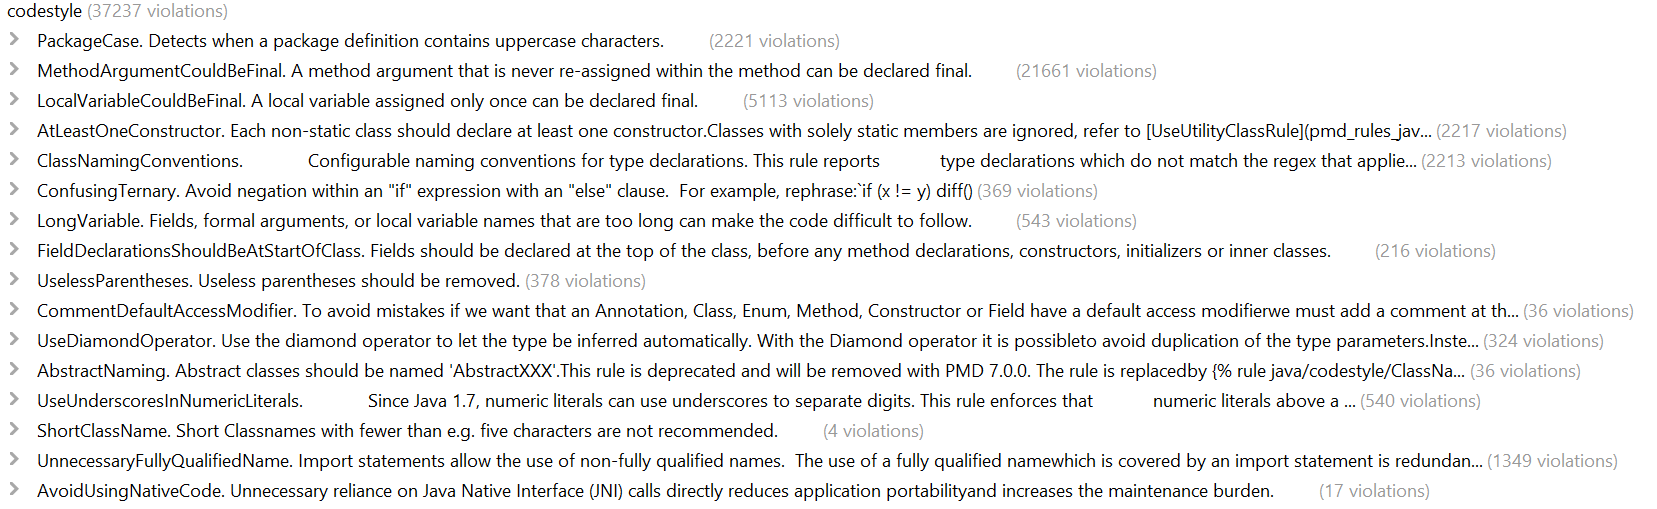 codestyle (37237 violations)
PackageCase. Detects when a package definition contains uppercase characters. (2221 violations)
MethodArgumentCouldBeFinal. A method argument that is never re-assigned within the method can be declared final. (21661 violations)
LocalVariableCouldBeFinal. A local variable assigned only once can be declared final. (5113 violations)
AtLeastOneConstructor. Each non-static class should declare at least one constructor.Classes with solely static members are ignored, refer to [UseUtilityClassRule](pmd_rules_jav... (2217 violations)
ClassNamingConventions. Configurable naming conventions for type declarations. This rule reports type declarations which do not match the regex that applie... (2213 violations)
ConfusingTernary. Avoid negation within an "if" expression with an "else" clause. For example, rephrase:`if (x != y) diff() (369 violations)
LongVariable. Fields, formal arguments, or local variable names that are too long can make the code difficult to follow. (543 violations)
FieldDeclarationsShouldBeAtStartOfClass. Fields should be declared at the top of the class, before any method declarations, constructors, initializers or inner classes. (216 violations)
UselessParentheses. Useless parentheses should be removed. (378 violations)
CommentDefaultAccessModifier. To avoid mistakes if we want that an Annotation, Class, Enum, Method, Constructor or Field have a default access modifierwe must add a comment at th... (36 violations)
UseDiamondOperator. Use the diamond operator to let the type be inferred automatically. With the Diamond operator it is possibleto avoid duplication of the type parameters.Inste... (324 violations)
AbstractNaming. Abstract classes should be named 'AbstractXXX'.This rule is deprecated and will be removed with PMD 7.0.0. The rule is replacedby {% rule java/codestyle/ClassNa... (36 violations)
UseUnderscoresInNumericLiterals. Since Java 1.7, numeric literals can use underscores to separate digits. This rule enforces that numeric literals above a ... (540 violations)
ShortClassName. Short Classnames with fewer than e.g. five characters are not recommended. (4 violations)
UnnecessaryFullyQualifiedName. Import statements allow the use of non-fully qualified names. The use of a fully qualified namewhich is covered by an import statement is redundan... (1349 violations)
AvoidUsingNativeCode. Unnecessary reliance on Java Native Interface (JNI) calls directly reduces application portabilityand increases the maintenance burden. (17 violations)